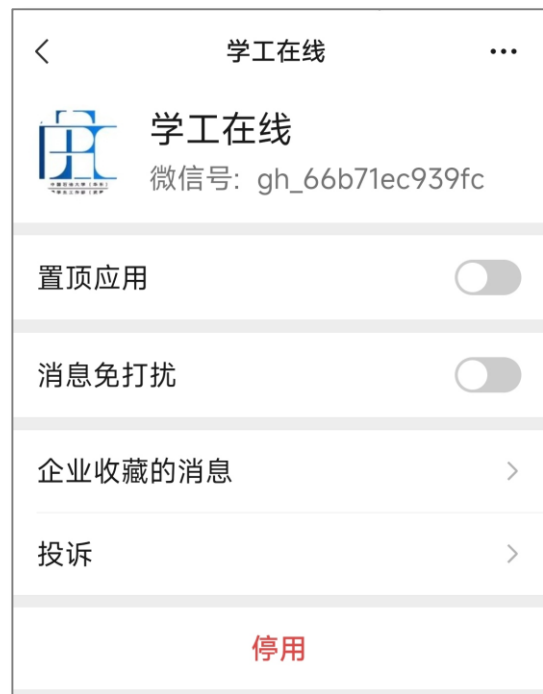 学工在线
学工在线
微信号: gh_66b71ec939fc
置顶应用
消息免打扰
企业收藏的消息
投诉
停用